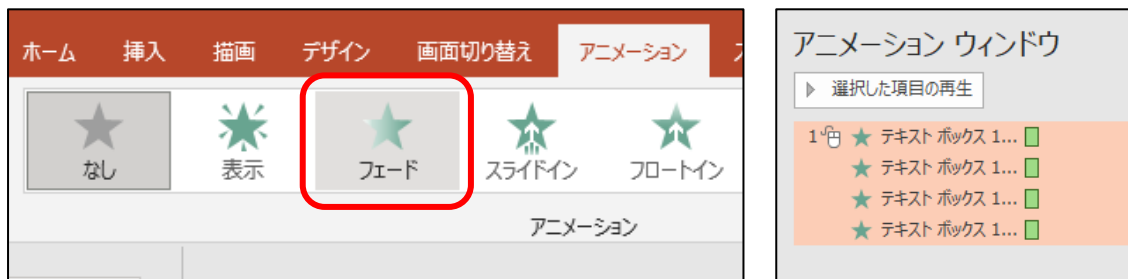 ホーム 挿入 描画 デザイン 画面切り替え アニメーション
なし 表示 フェード スライドイン フロートイン
アニメーション
アニメーション ウィンドウ
選択した項目の再生
1 テキスト ボックス 1...
テキスト ボックス 1...
テキスト ボックス 1...
テキスト ボックス 1...